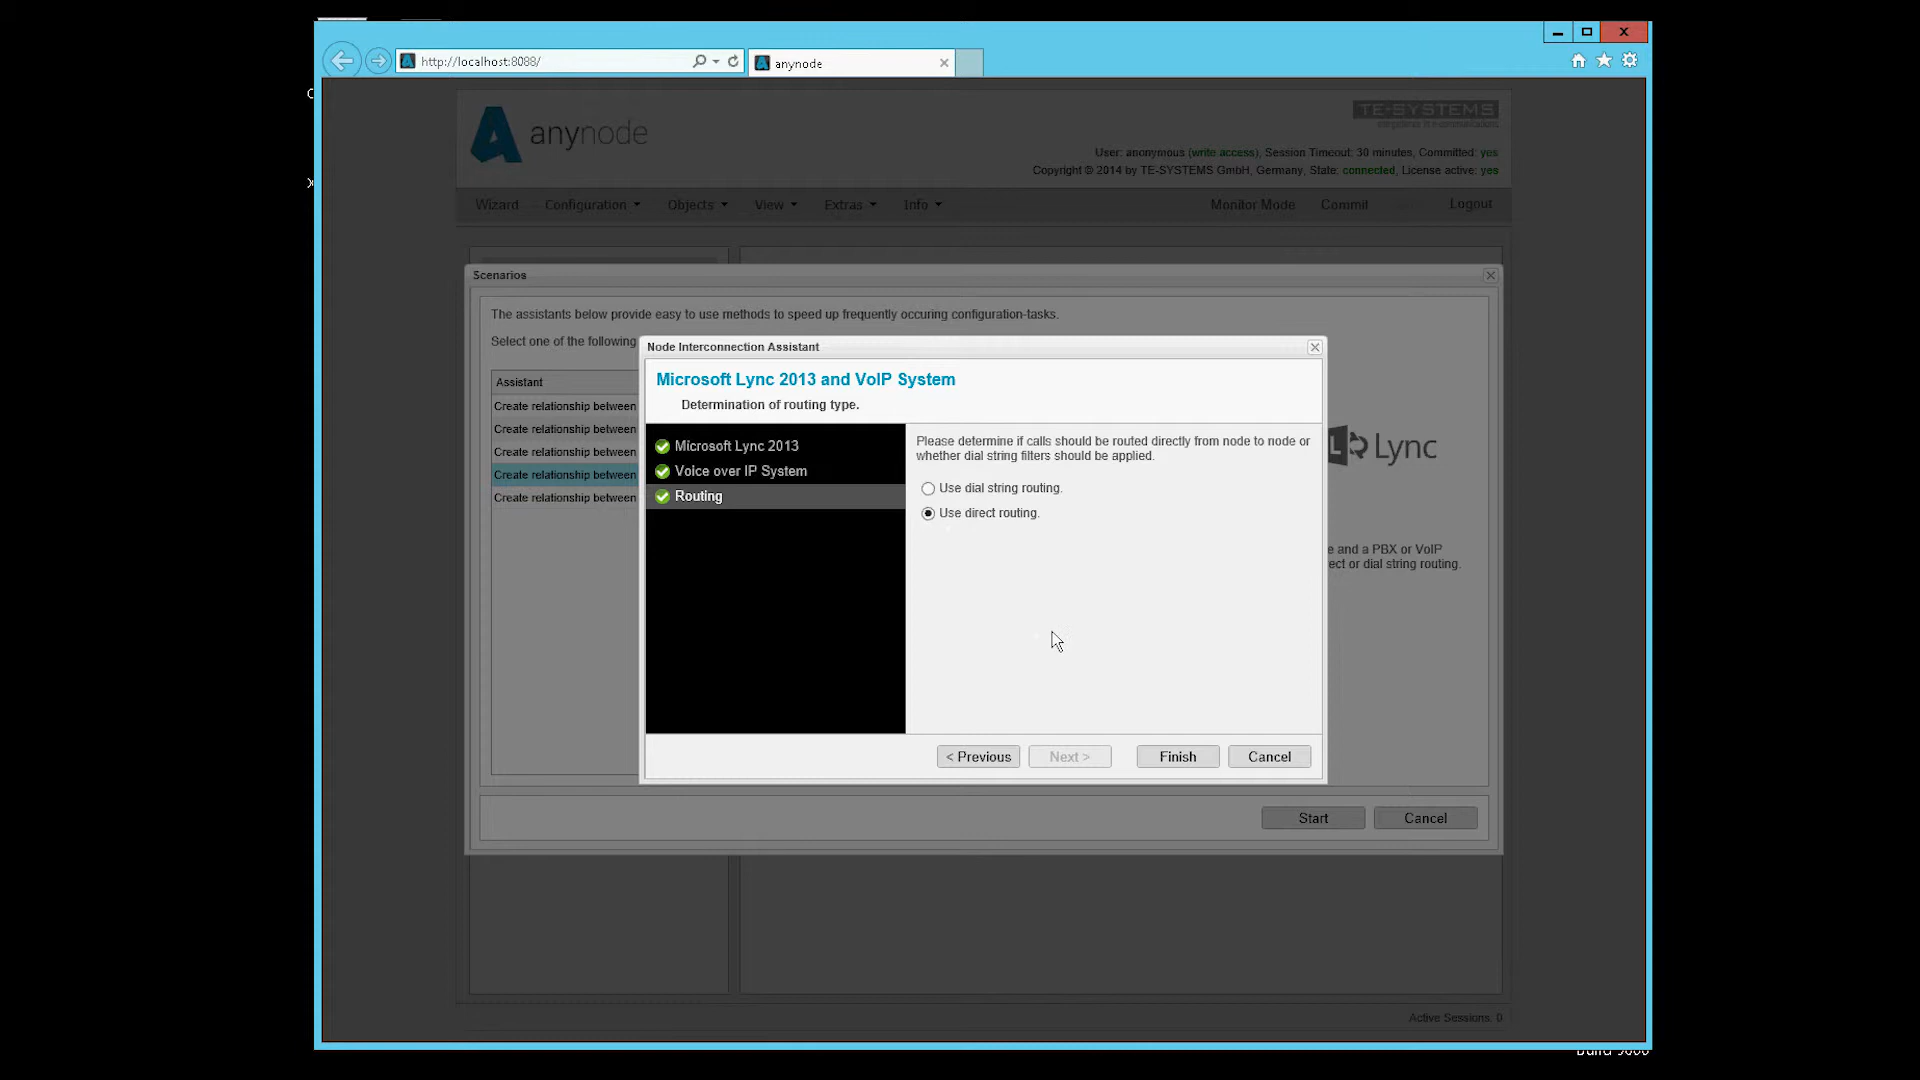 http://localhost:8088/
anynode
anynode
TE-SYSTEMS
User: anonymous (write access), Session Timeout: 30 minutes, Committed: yes
Copyright © 2014 by TE-SYSTEMS GmbH, Germany, State: connected, License active: yes
Wizard Configuration Objects View Extras Info Monitor Mode Commit Logout
Scenarios
The assistants below provide easy to use methods to speed up frequently occuring configuration-tasks.
Select one of the following
Assistant
Create relationship between
Create relationship between
Create relationship between
Create relationship between
Create relationship between
Node Interconnection Assistant
Microsoft Lync 2013 and VoIP System
Determination of routing type.
Microsoft Lync 2013
Voice over IP System
Routing
Please determine if calls should be routed directly from node to node or
whether dial string filters should be applied.
Use dial string routing.
Use direct routing.
Lync
e and a PBX or VoIP
ect or dial string routing.
< Previous Next > Finish Cancel
Start Cancel
Active Sessions: 0